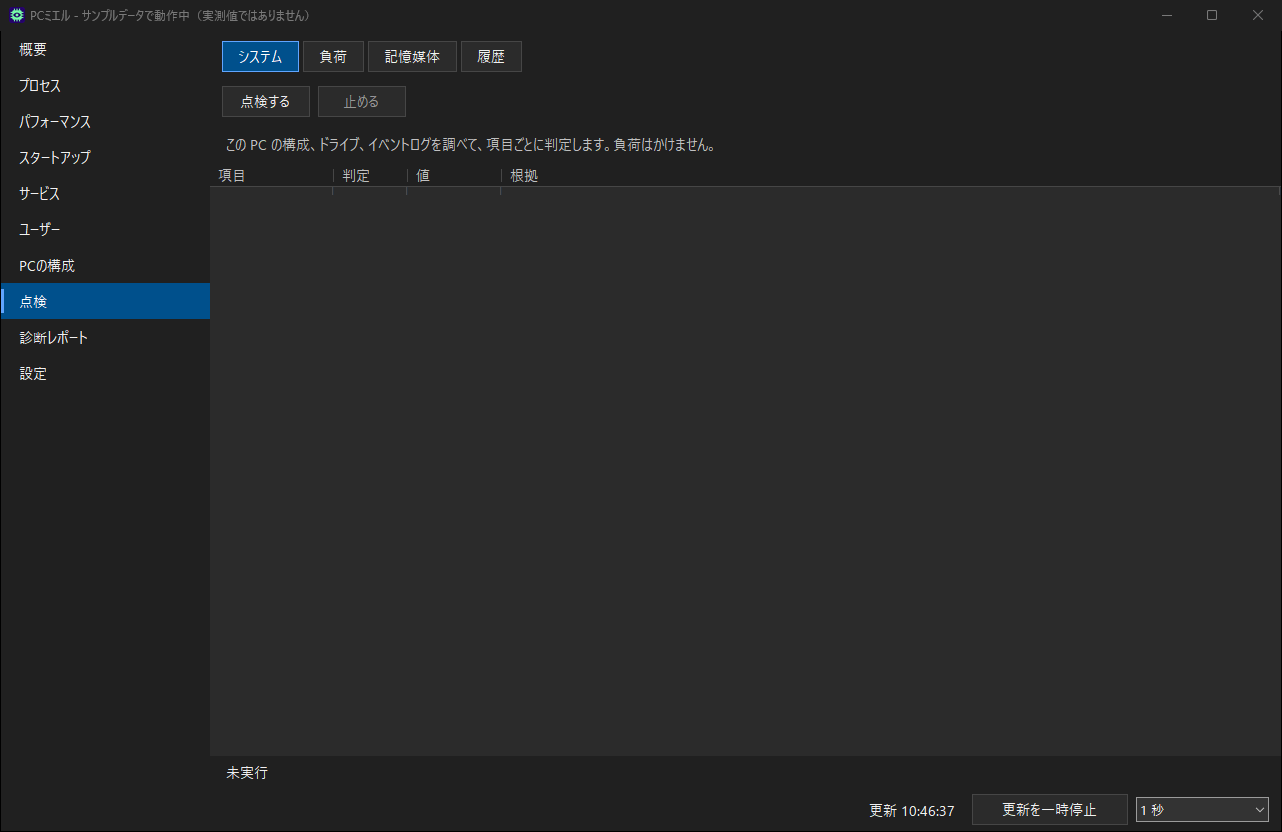 PCミエル - サンプルデータで動作中（実測値ではありません）
概要
プロセス
パフォーマンス
スタートアップ
サービス
ユーザー
PCの構成
点検
診断レポート
設定
システム 負荷 記憶媒体 履歴
点検する 止める
この PC の構成、ドライブ、イベントログを調べて、項目ごとに判定します。負荷はかけません。
項目 判定 値 根拠
未実行
更新 10:46:37 更新を一時停止 1 秒